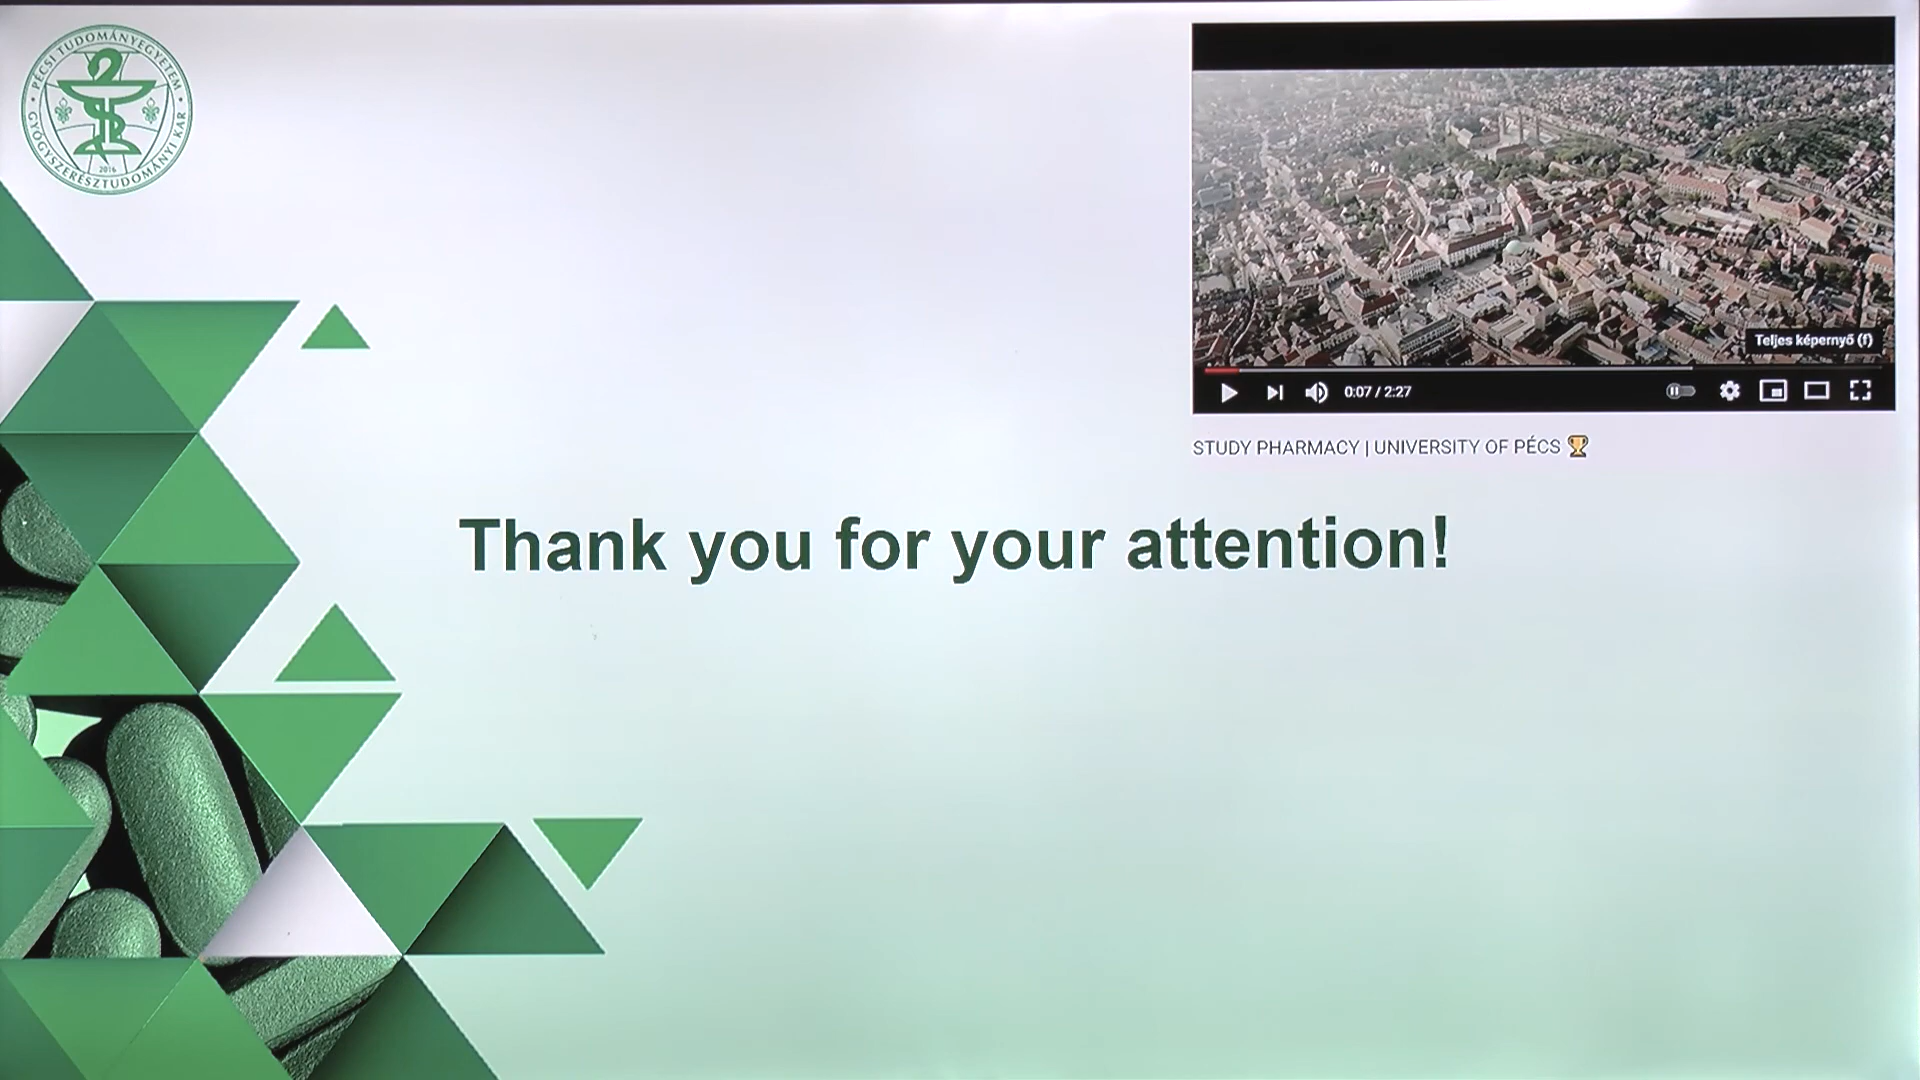 PÉCSI TUDOMÁNYEGYETEM
GYÓGYSZERÉSZTUDOMÁNYI KAR
2016
Teljes képernyő (f)
0:07 / 2:27
STUDY PHARMACY | UNIVERSITY OF PÉCS 🏆
Thank you for your attention!